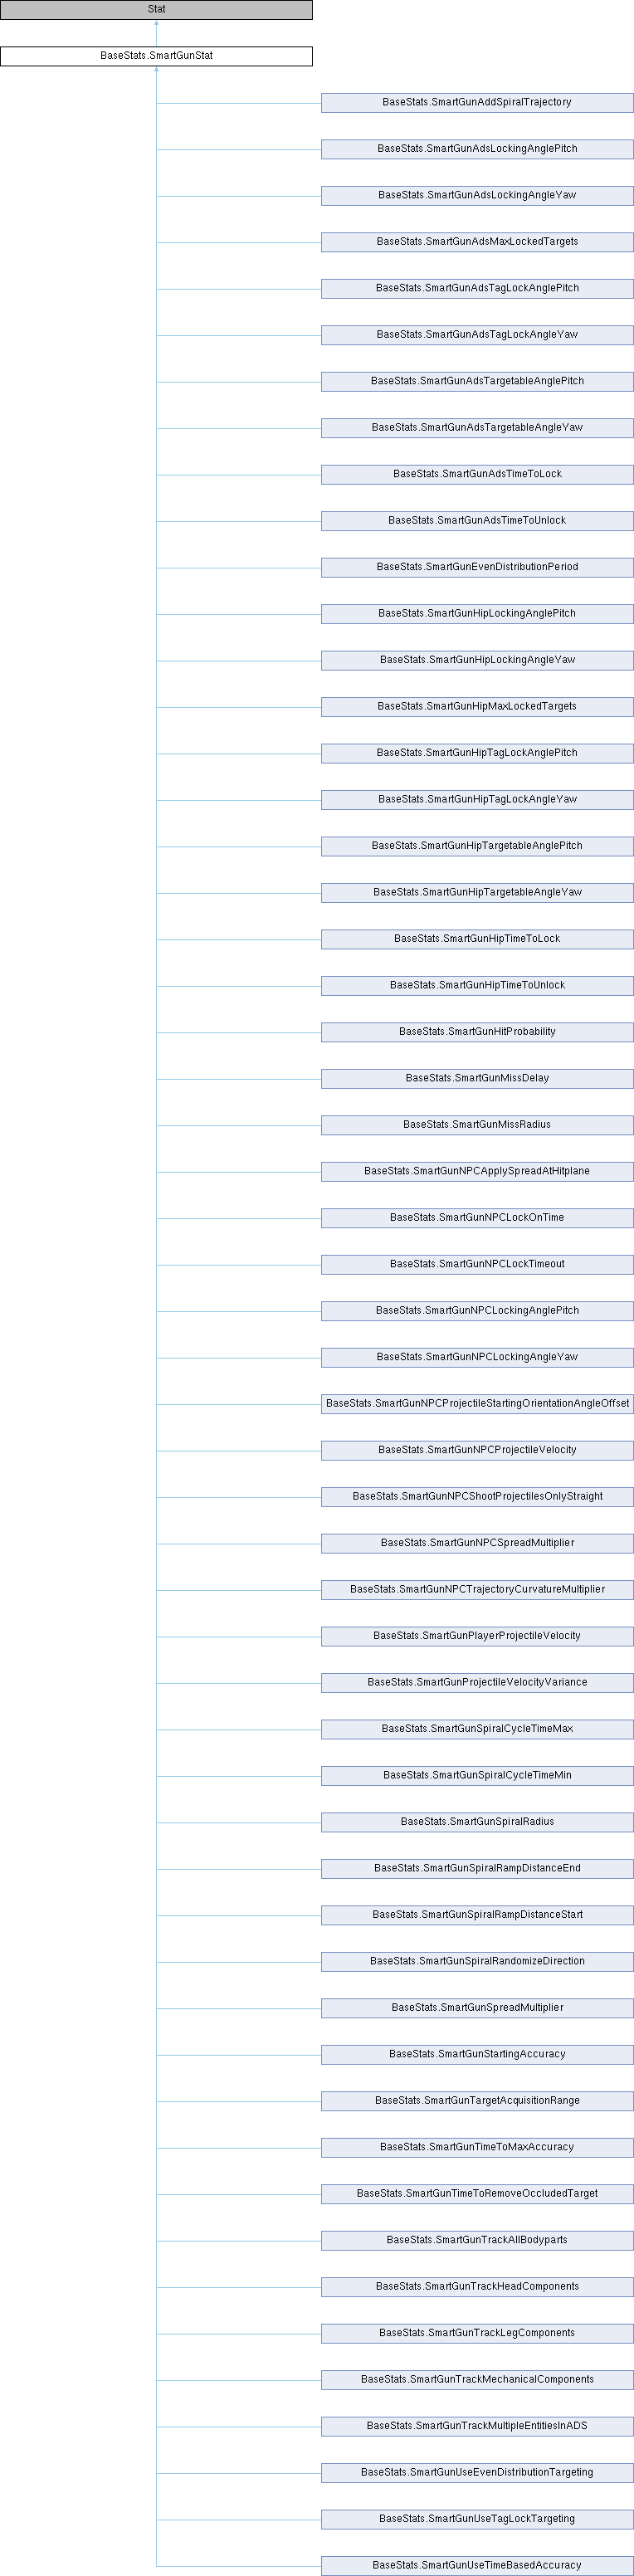 Stat
BaseStats.SmartGunStat
BaseStats.SmartGunAddSpiralTrajectory
BaseStats.SmartGunAdsLockingAnglePitch
BaseStats.SmartGunAdsLockingAngleYaw
BaseStats.SmartGunAdsMaxLockedTargets
BaseStats.SmartGunAdsTagLockAnglePitch
BaseStats.SmartGunAdsTagLockAngleYaw
BaseStats.SmartGunAdsTargetableAnglePitch
BaseStats.SmartGunAdsTargetableAngleYaw
BaseStats.SmartGunAdsTimeToLock
BaseStats.SmartGunAdsTimeToUnlock
BaseStats.SmartGunEvenDistributionPeriod
BaseStats.SmartGunHipLockingAnglePitch
BaseStats.SmartGunHipLockingAngleYaw
BaseStats.SmartGunHipMaxLockedTargets
BaseStats.SmartGunHipTagLockAnglePitch
BaseStats.SmartGunHipTagLockAngleYaw
BaseStats.SmartGunHipTargetableAnglePitch
BaseStats.SmartGunHipTargetableAngleYaw
BaseStats.SmartGunHipTimeToLock
BaseStats.SmartGunHipTimeToUnlock
BaseStats.SmartGunHitProbability
BaseStats.SmartGunMissDelay
BaseStats.SmartGunMissRadius
BaseStats.SmartGunNPCApplySpreadAtHitplane
BaseStats.SmartGunNPCLockOnTime
BaseStats.SmartGunNPCLockTimeout
BaseStats.SmartGunNPCLockingAnglePitch
BaseStats.SmartGunNPCLockingAngleYaw
BaseStats.SmartGunNPCProjectileStartingOrientationAngleOffset
BaseStats.SmartGunNPCProjectileVelocity
BaseStats.SmartGunNPCShootProjectilesOnlyStraight
BaseStats.SmartGunNPCSpreadMultiplier
BaseStats.SmartGunNPCTrajectoryCurvatureMultiplier
BaseStats.SmartGunPlayerProjectileVelocity
BaseStats.SmartGunProjectileVelocityVariance
BaseStats.SmartGunSpiralCycleTimeMax
BaseStats.SmartGunSpiralCycleTimeMin
BaseStats.SmartGunSpiralRadius
BaseStats.SmartGunSpiralRampDistanceEnd
BaseStats.SmartGunSpiralRampDistanceStart
BaseStats.SmartGunSpiralRandomizeDirection
BaseStats.SmartGunSpreadMultiplier
BaseStats.SmartGunStartingAccuracy
BaseStats.SmartGunTargetAcquisitionRange
BaseStats.SmartGunTimeToMaxAccuracy
BaseStats.SmartGunTimeToRemoveOccludedTarget
BaseStats.SmartGunTrackAllBodyparts
BaseStats.SmartGunTrackHeadComponents
BaseStats.SmartGunTrackLegComponents
BaseStats.SmartGunTrackMechanicalComponents
BaseStats.SmartGunTrackMultipleEntitiesInADS
BaseStats.SmartGunUseEvenDistributionTargeting
BaseStats.SmartGunUseTagLockTargeting
BaseStats.SmartGunUseTimeBasedAccuracy